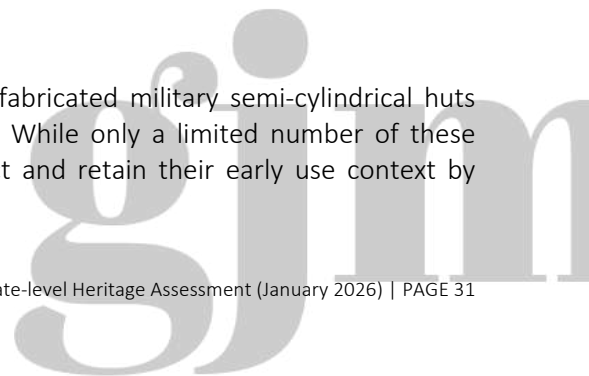 fabricated military semi-cylindrical huts
While only a limited number of these
and retain their early use context by
ate-level Heritage Assessment (January 2026) | PAGE 31
gjm